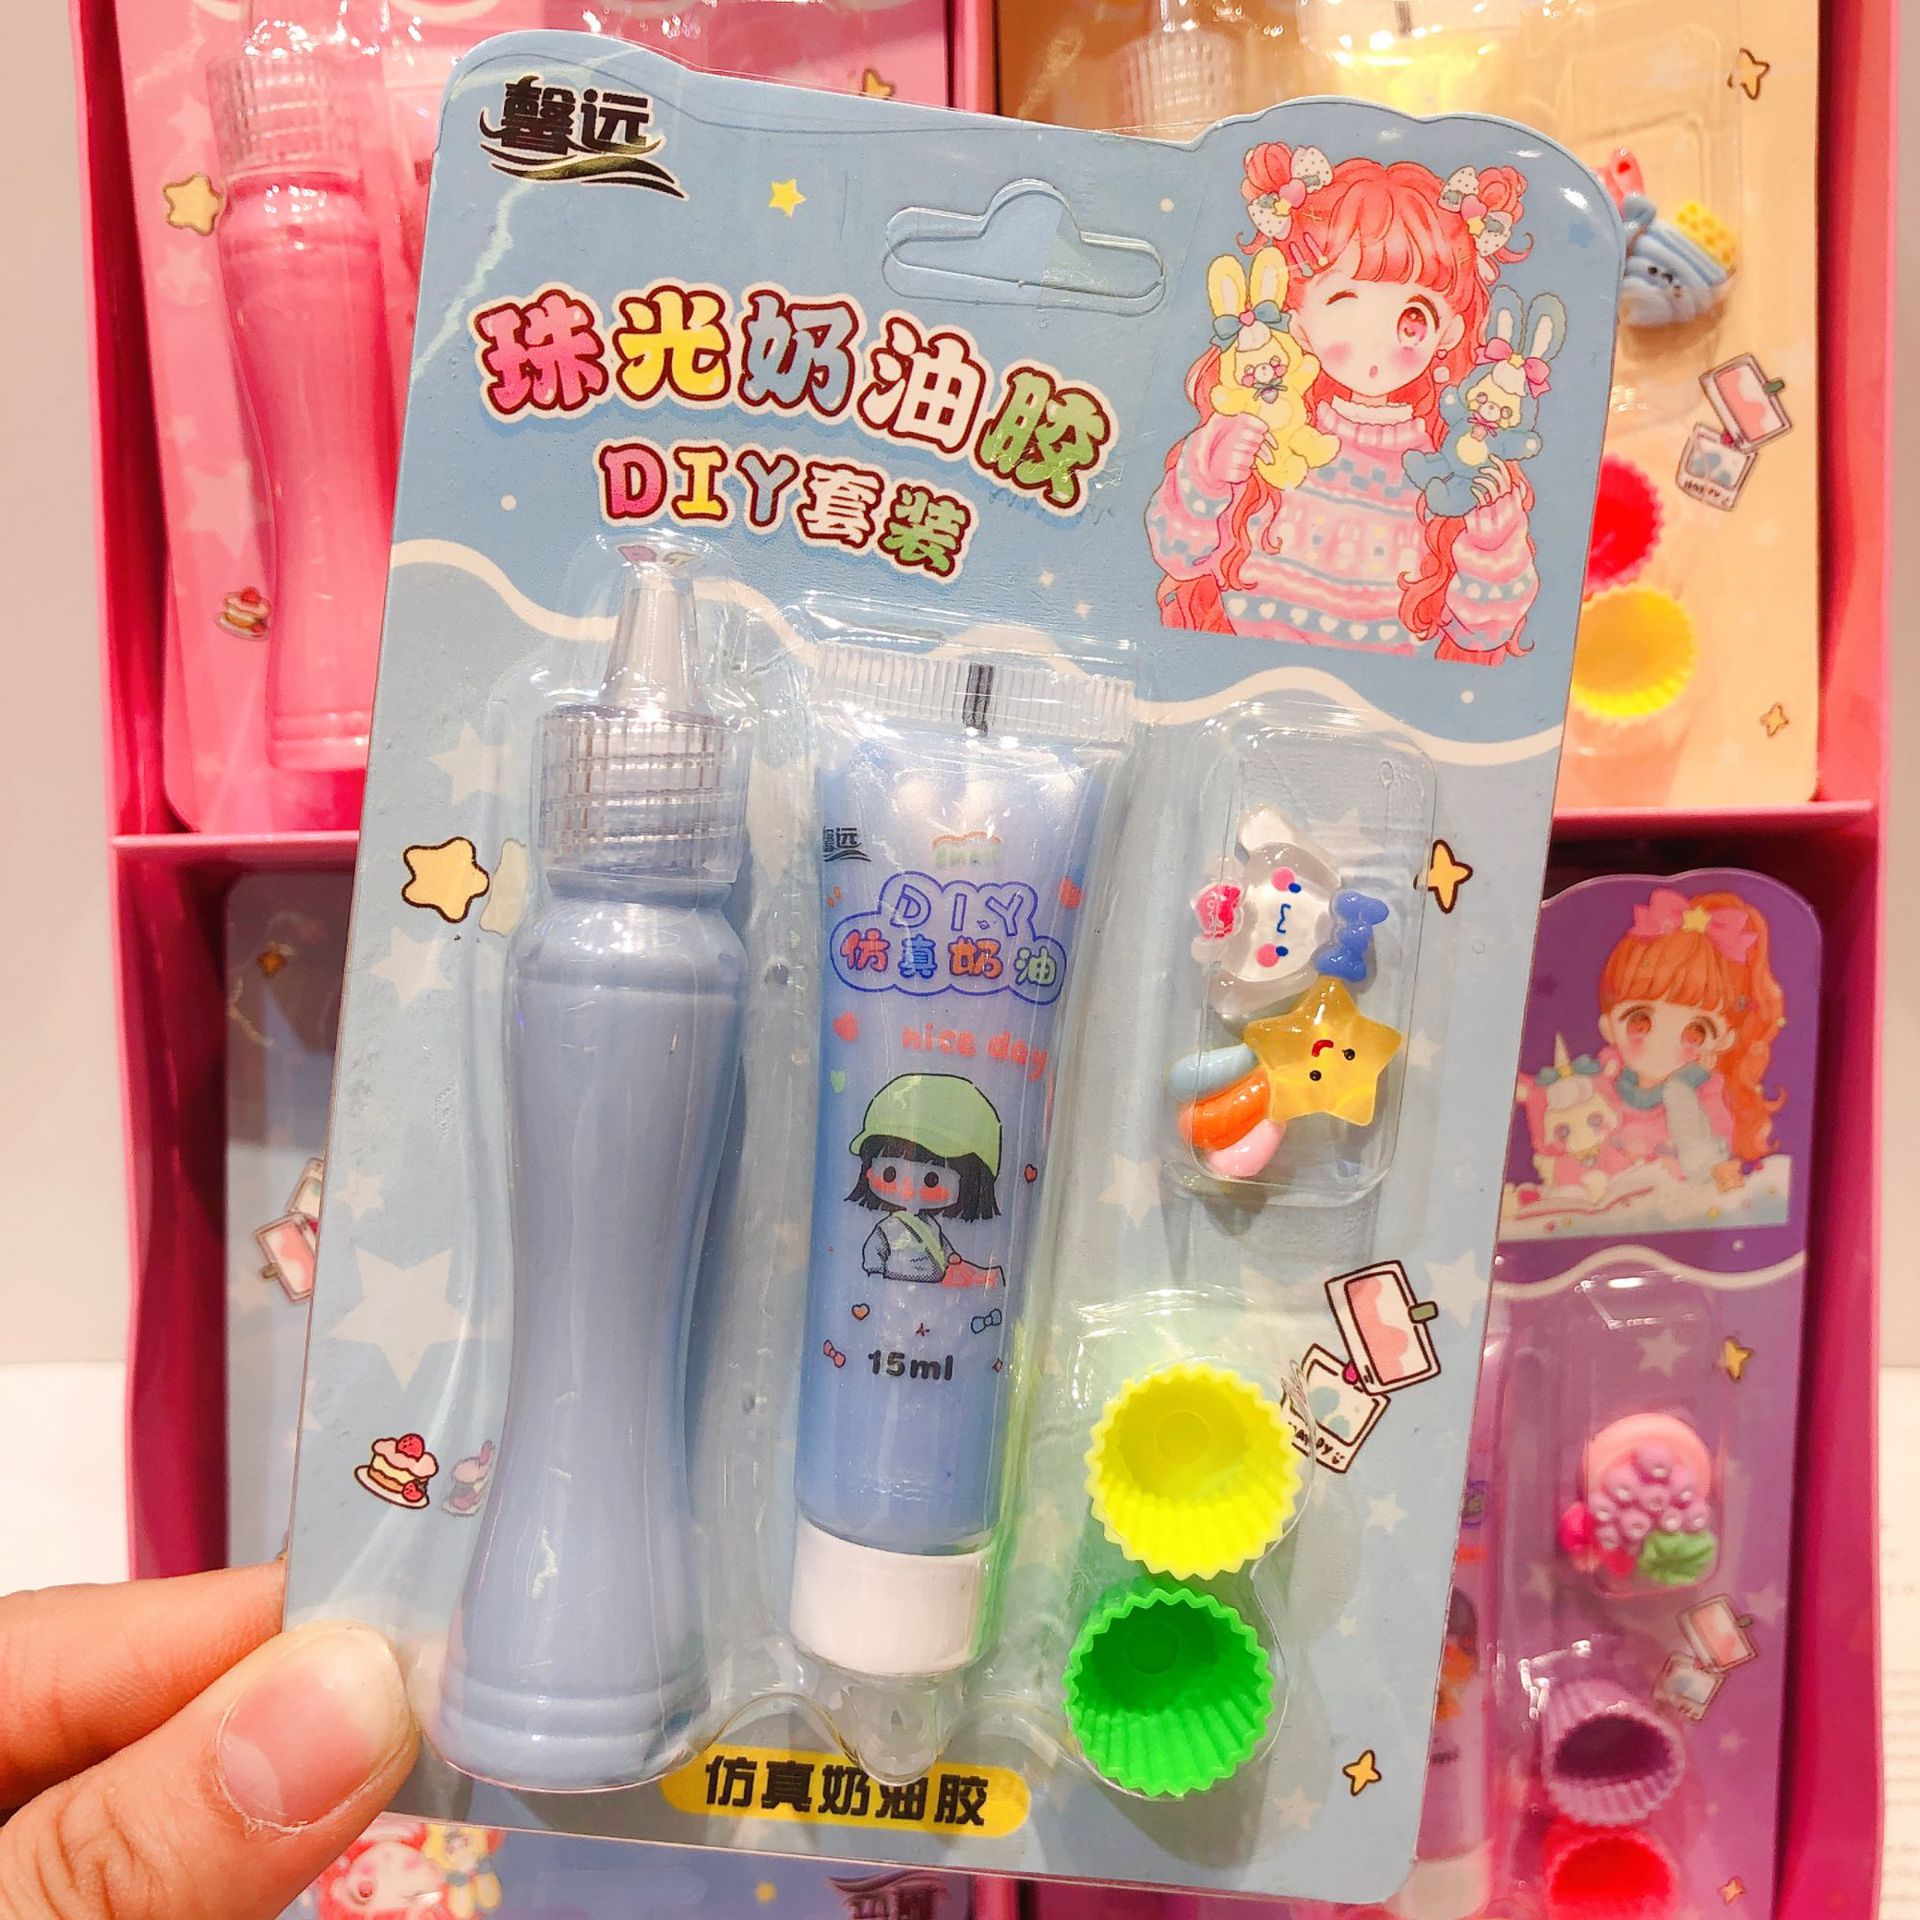 馨远
珠光奶油胶
DIY套装
远
DIY
仿真奶油
nice day
15ml
仿真奶油胶